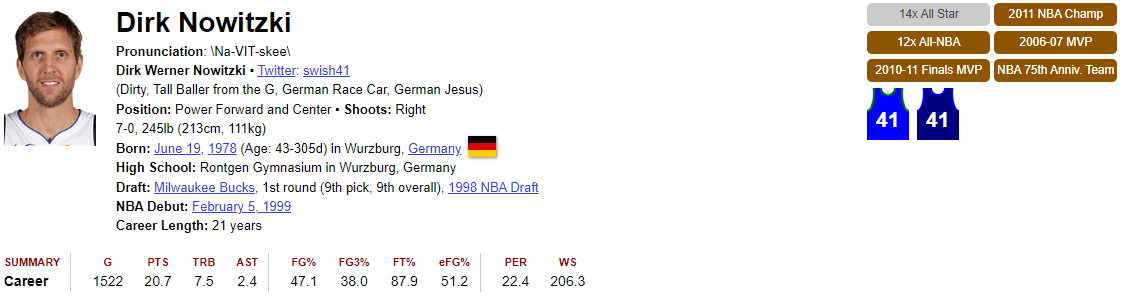 Dirk Nowitzki
Pronunciation: \Na-VIT-skee\
Dirk Werner Nowitzki ▪ Twitter: swish41
(Dirty, Tall Baller from the G, German Race Car, German Jesus)
Position: Power Forward and Center ▪ Shoots: Right
7-0, 245lb (213cm, 111kg)
Born: June 19, 1978 (Age: 43-305d) in Wurzburg, Germany
High School: Rontgen Gymnasium in Wurzburg, Germany
Draft: Milwaukee Bucks, 1st round (9th pick, 9th overall), 1998 NBA Draft
NBA Debut: February 5, 1999
Career Length: 21 years
14x All Star 2011 NBA Champ
12x All-NBA 2006-07 MVP
2010-11 Finals MVP NBA 75th Anniv. Team
41 41
SUMMARY G PTS TRB AST FG% FG3% FT% eFG% PER WS
Career 1522 20.7 7.5 2.4 47.1 38.0 87.9 51.2 22.4 206.3